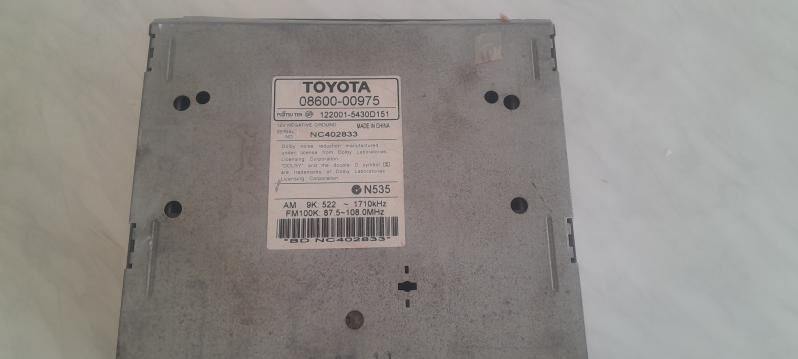 TOYOTA
08600-00975
FUJITSU TEN 122001-5430D151
12V NEGATIVE GROUND MADE IN CHINA
SERIAL NO. NC402833
Dolby noise reduction manufactured
under license from Dolby Laboratories
Licensing Corporation
"DOLBY" and the double D symbol
are trademarks of Dolby Laboratories
Licensing Corporation.
N535
AM 9K: 522 ~ 1710kHz
FM100K: 87.5~108.0MHz
*BD NC402833*